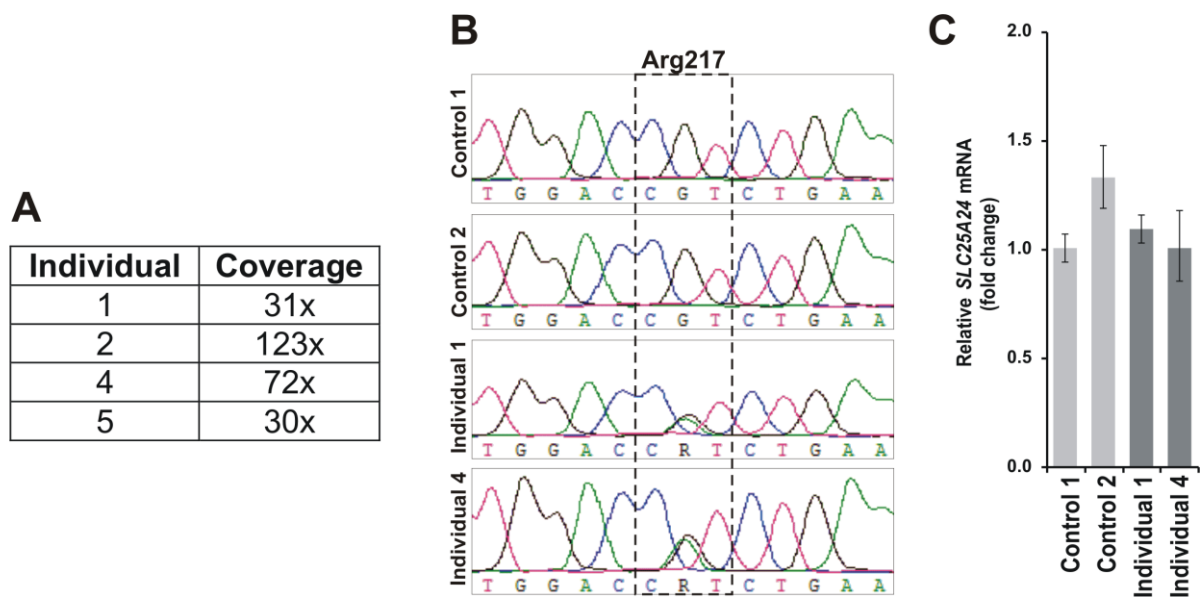 A
Individual Coverage
1 31x
2 123x
4 72x
5 30x
B
Arg217
Control 1
T G G A C C G T C T G A A
Control 2
T G G A C C G T C T G A A
Individual 1
T G G A C C R T C T G A A
Individual 4
T G G A C C R T C T G A A
C
Relative SLC25A24 mRNA
(fold change)
2.0
1.5
1.0
0.5
0.0
Control 1
Control 2
Individual 1
Individual 4